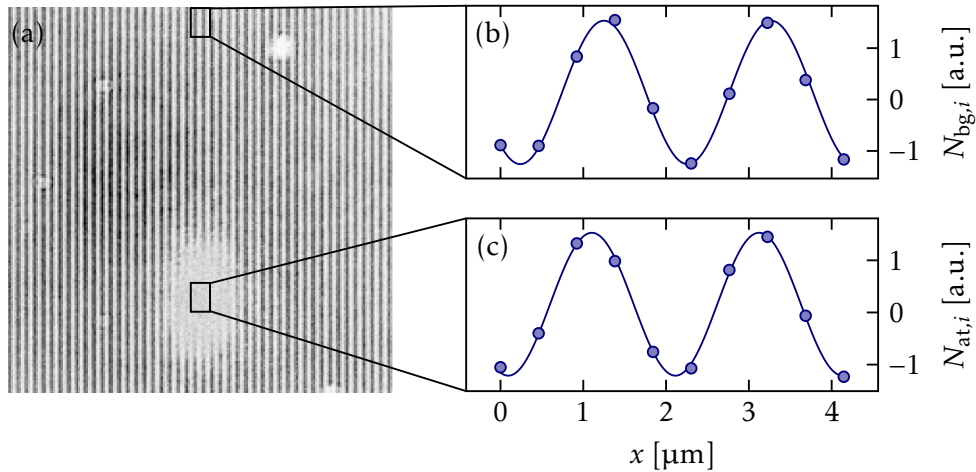 (a)
(b)
1
0
−1
N_bg,i [a.u.]
(c)
1
0
−1
N_at,i [a.u.]
0 1 2 3 4
x [μm]